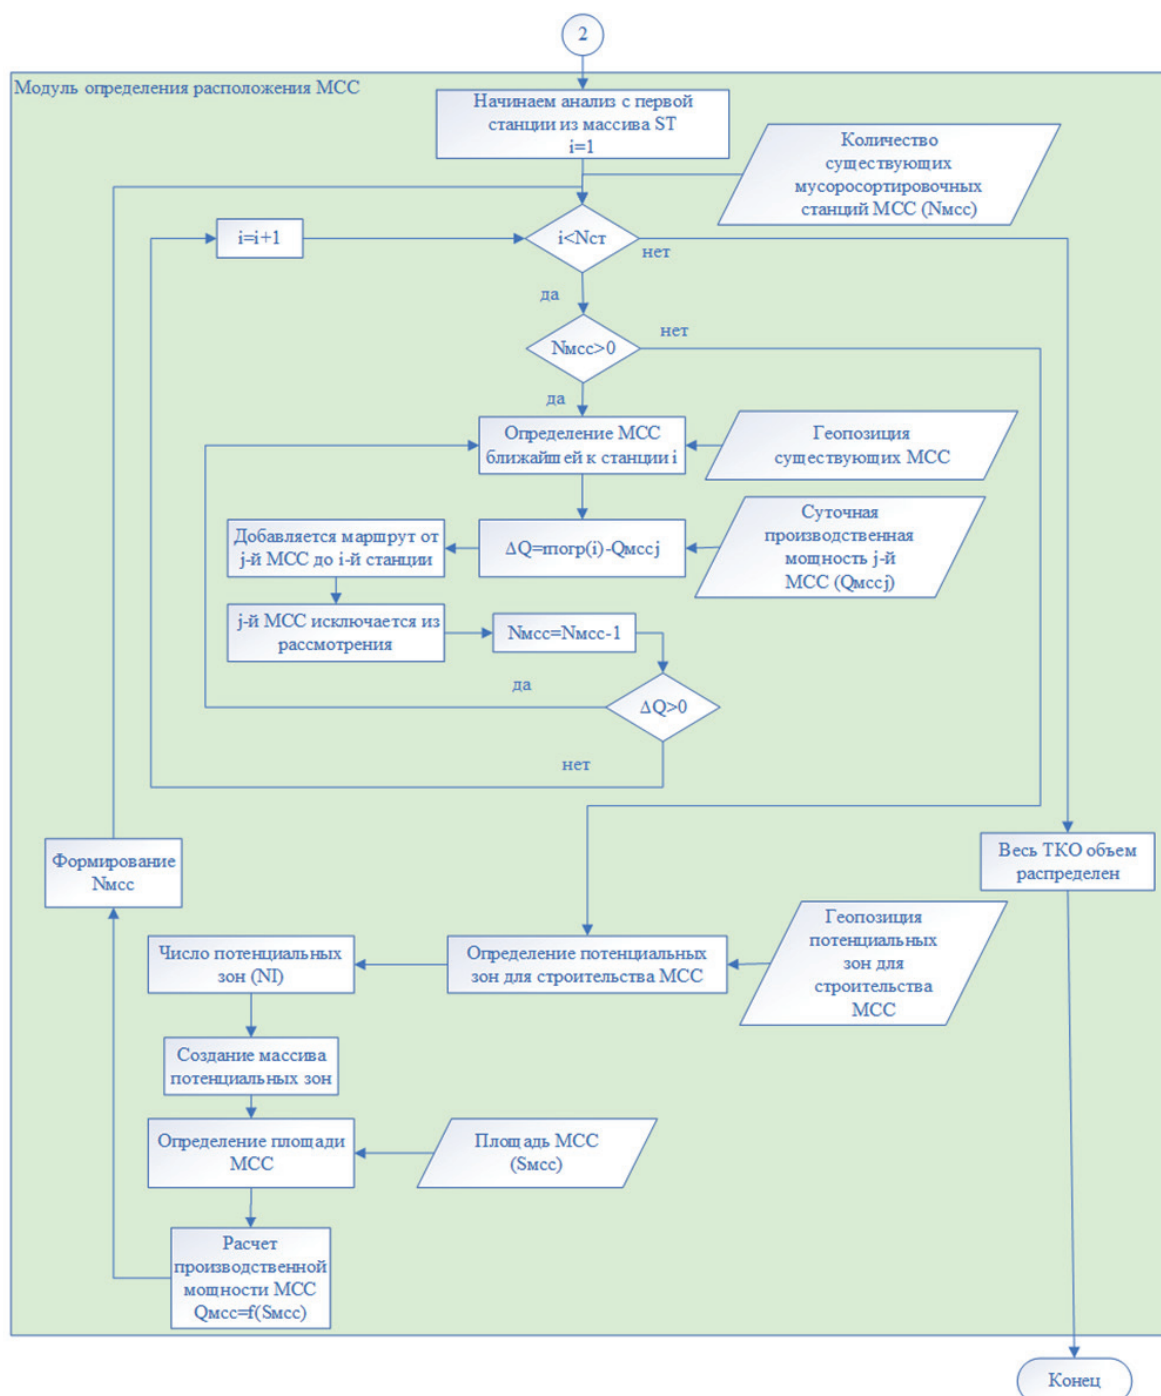 2
Модуль определения расположения МСС
Начинаем анализ с первой
станции из массива ST
i=1
Количество
существующих
мусоросортировочных
станций МСС (Nмсс)
i=i+1
i<Nст
нет
да
Nмсс>0
нет
да
Определение МСС
ближайшей к станции i
Геопозиция
существующих МСС
Добавляется маршрут от
j-й МСС до i-й станции
ΔQ=mпогр(i)-Qмссj
Суточная
производственная
мощность j-й
МСС (Qмссj)
j-й МСС исключается из
рассмотрения
Nмсс=Nмсс-1
да
ΔQ>0
нет
Формирование
Nмсс
Весь ТКО объем
распределен
Число потенциальных
зон (NI)
Определение потенциальных
зон для строительства МСС
Геопозиция
потенциальных
зон для
строительства
МСС
Создание массива
потенциальных зон
Определение площади
МСС
Площадь МСС
(Sмсс)
Расчет
производственной
мощности МСС
Qмсс=f(Sмсс)
Конец